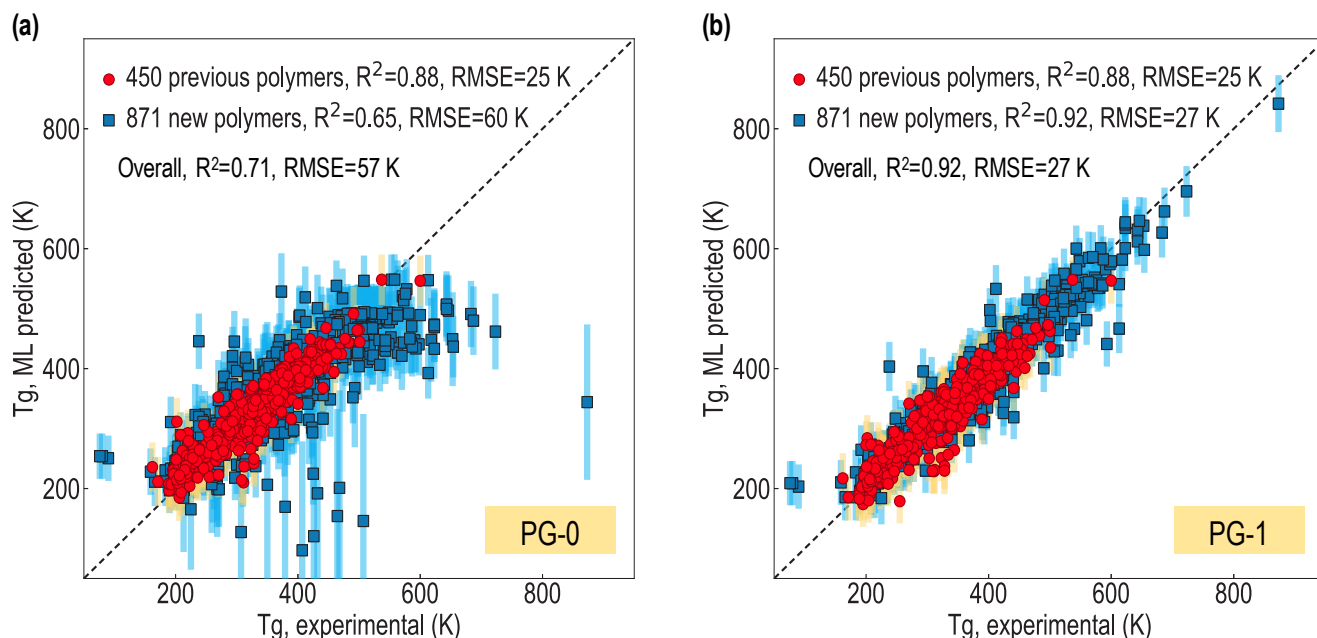 (a)
450 previous polymers, R²=0.88, RMSE=25 K
871 new polymers, R²=0.65, RMSE=60 K
Overall, R²=0.71, RMSE=57 K
800
600
400
200
Tg, ML predicted (K)
PG-0
200 400 600 800
Tg, experimental (K)
(b)
450 previous polymers, R²=0.88, RMSE=25 K
871 new polymers, R²=0.92, RMSE=27 K
Overall, R²=0.92, RMSE=27 K
800
600
400
200
Tg, ML predicted (K)
PG-1
200 400 600 800
Tg, experimental (K)